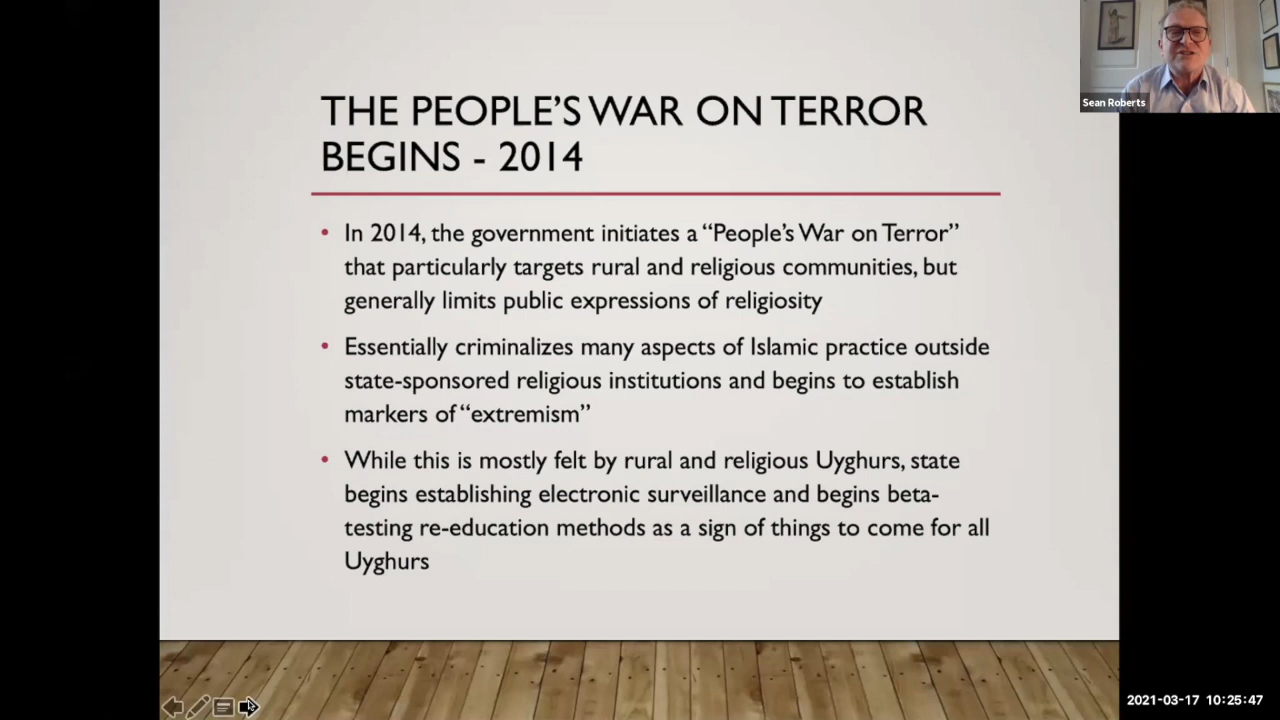 THE PEOPLE'S WAR ON TERROR
BEGINS - 2014
• In 2014, the government initiates a “People's War on Terror”
that particularly targets rural and religious communities, but
generally limits public expressions of religiosity
• Essentially criminalizes many aspects of Islamic practice outside
state-sponsored religious institutions and begins to establish
markers of “extremism”
• While this is mostly felt by rural and religious Uyghurs, state
begins establishing electronic surveillance and begins beta-
testing re-education methods as a sign of things to come for all
Uyghurs
Sean Roberts
2021-03-17 10:25:47